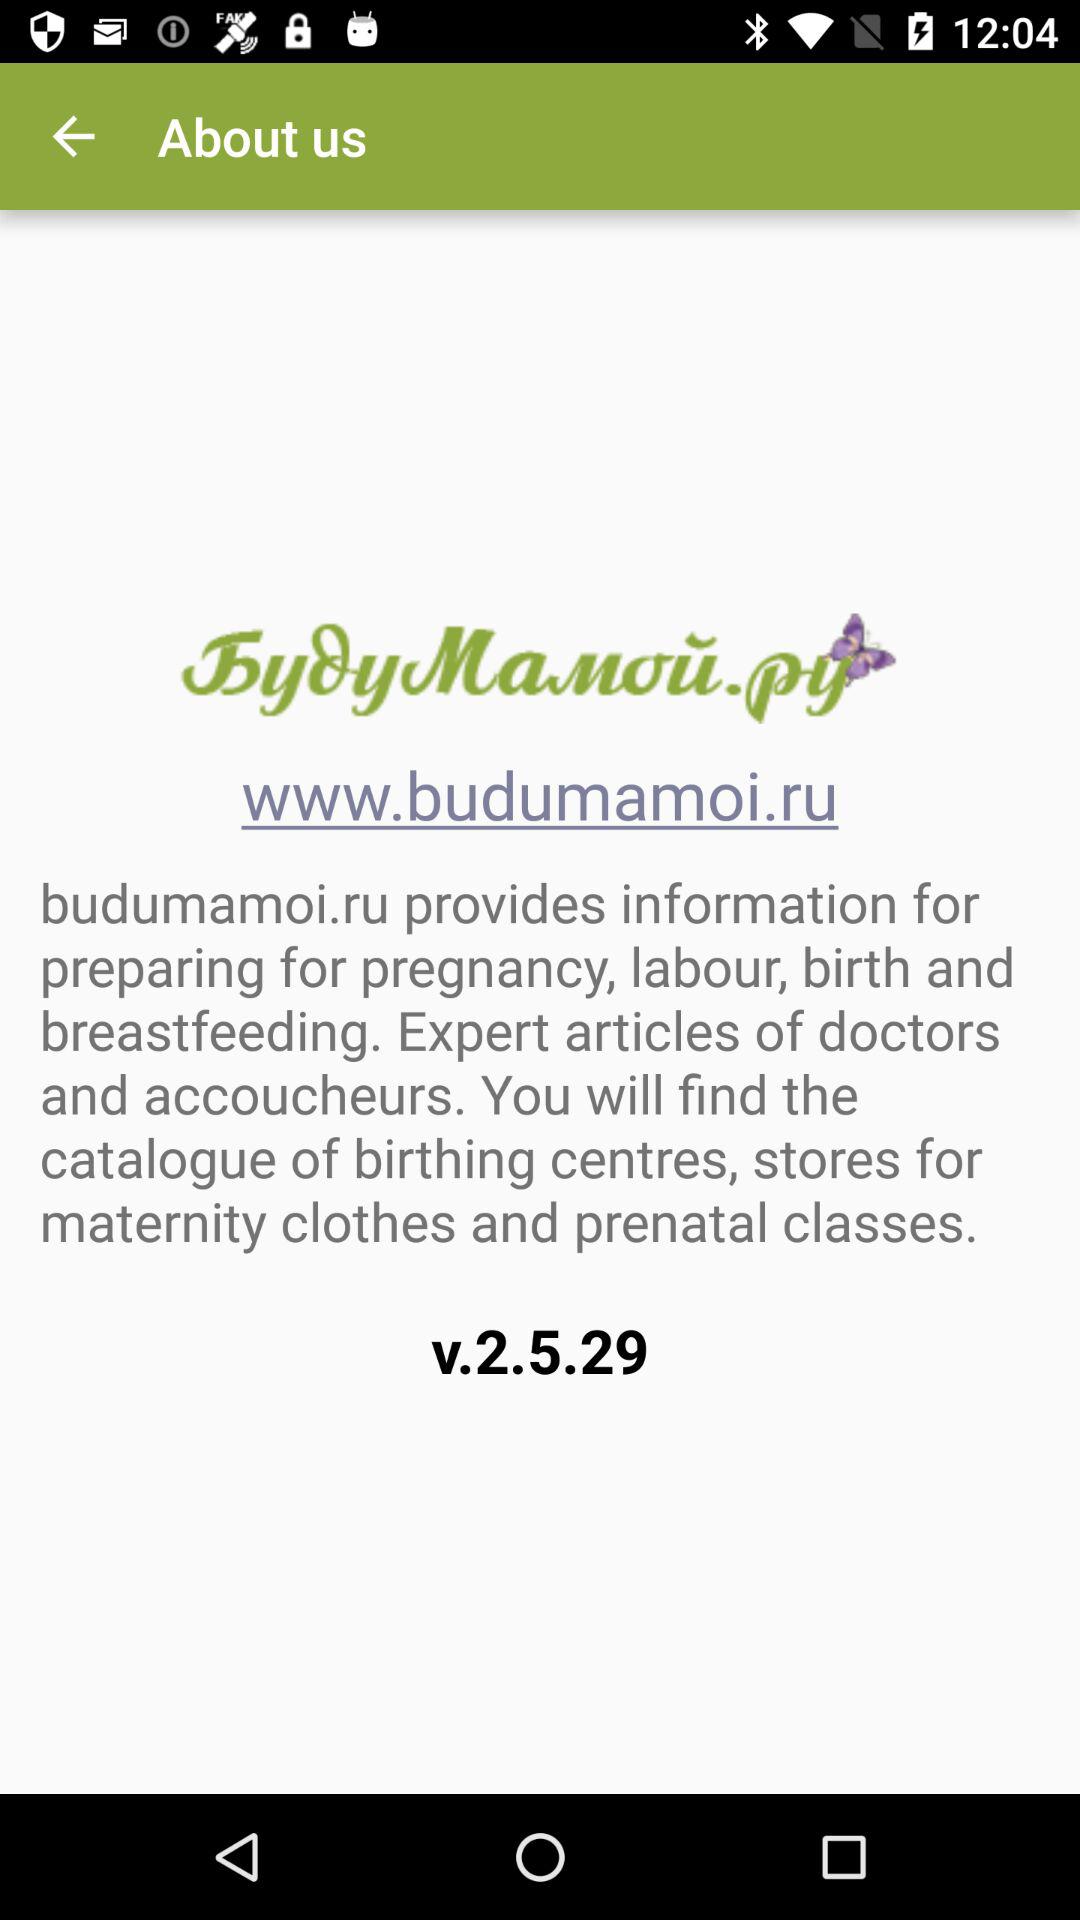 FAKE
12:04
About us
БудуМамой.ру
www.budumamoi.ru
budumamoi.ru provides information for
preparing for pregnancy, labour, birth and
breastfeeding. Expert articles of doctors
and accoucheurs. You will find the
catalogue of birthing centres, stores for
maternity clothes and prenatal classes.
v.2.5.29